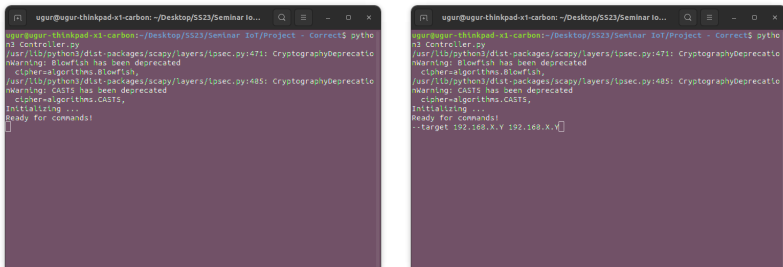 ugur@ugur-thinkpad-x1-carbon: ~/Desktop/SS23/Seminar Io...
ugur@ugur-thinkpad-x1-carbon:~/Desktop/SS23/Seminar IoT/Project - Correct$ pytho
n3 Controller.py
/usr/lib/python3/dist-packages/scapy/layers/ipsec.py:471: CryptographyDeprecatio
nWarning: Blowfish has been deprecated
  cipher=algorithms.Blowfish,
/usr/lib/python3/dist-packages/scapy/layers/ipsec.py:485: CryptographyDeprecatio
nWarning: CAST5 has been deprecated
  cipher=algorithms.CAST5,
Initializing ...
Ready for commands!
ugur@ugur-thinkpad-x1-carbon: ~/Desktop/SS23/Seminar Io...
ugur@ugur-thinkpad-x1-carbon:~/Desktop/SS23/Seminar IoT/Project - Correct$ pytho
n3 Controller.py
/usr/lib/python3/dist-packages/scapy/layers/ipsec.py:471: CryptographyDeprecatio
nWarning: Blowfish has been deprecated
  cipher=algorithms.Blowfish,
/usr/lib/python3/dist-packages/scapy/layers/ipsec.py:485: CryptographyDeprecatio
nWarning: CAST5 has been deprecated
  cipher=algorithms.CAST5,
Initializing ...
Ready for commands!
--target 192.168.X.Y 192.168.X.Y